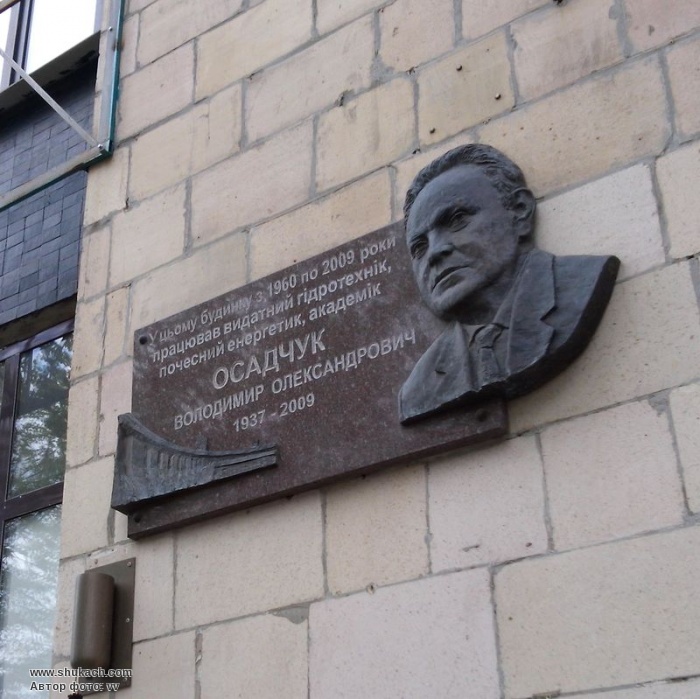 У цьому будинку з 1960 по 2009 роки
працював видатний гідротехнік,
почесний енергетик, академік
ОСАДЧУК
ВОЛОДИМИР ОЛЕКСАНДРОВИЧ
1937 - 2009
www.shukach.com
Автор фото: vv